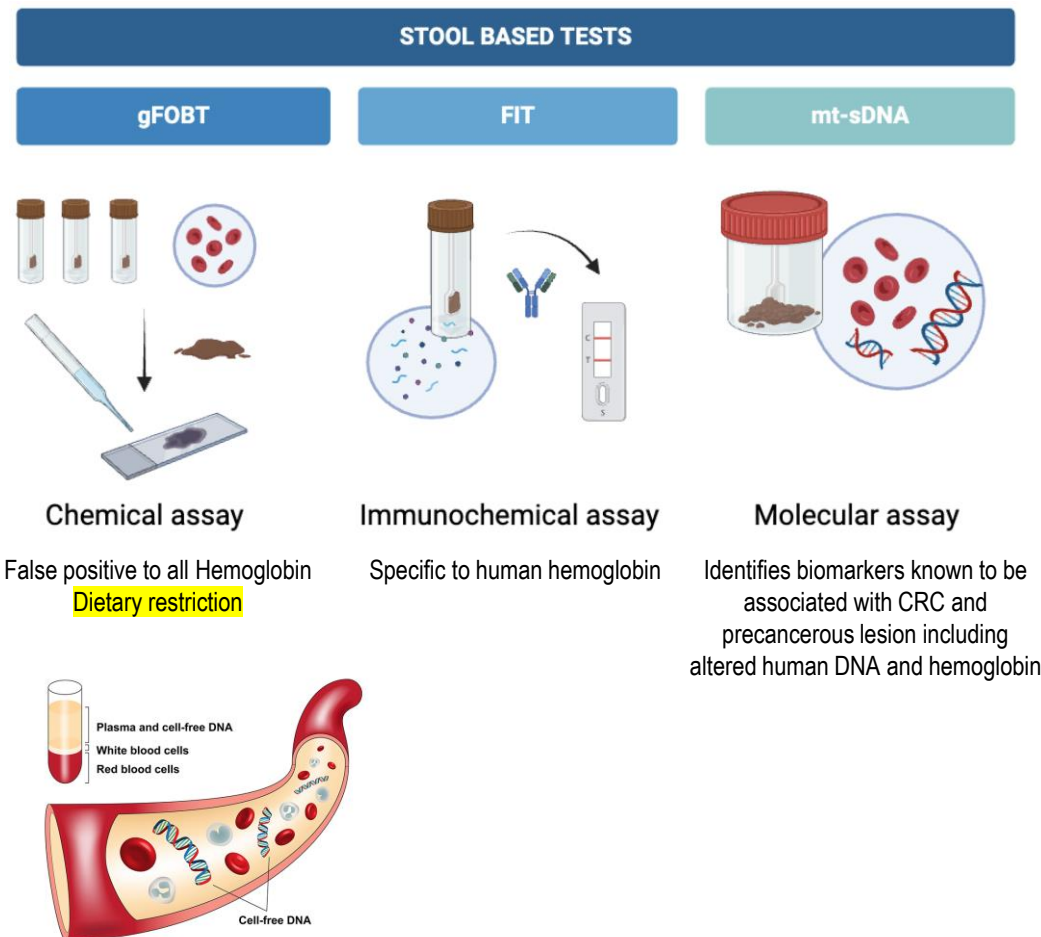 STOOL BASED TESTS
gFOBT
FIT
mt-sDNA
C
T
S
Chemical assay
Immunochemical assay
Molecular assay
False positive to all Hemoglobin
Dietary restriction
Specific to human hemoglobin
Identifies biomarkers known to be
associated with CRC and
precancerous lesion including
altered human DNA and hemoglobin
Plasma and cell-free DNA
White blood cells
Red blood cells
Cell-free DNA